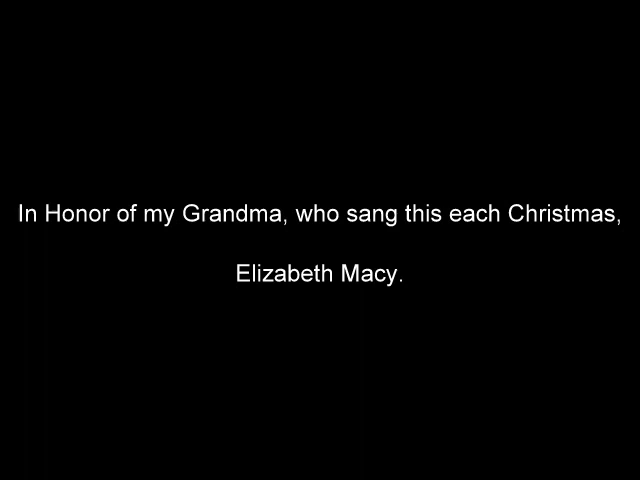 In Honor of my Grandma, who sang this each Christmas,
Elizabeth Macy.